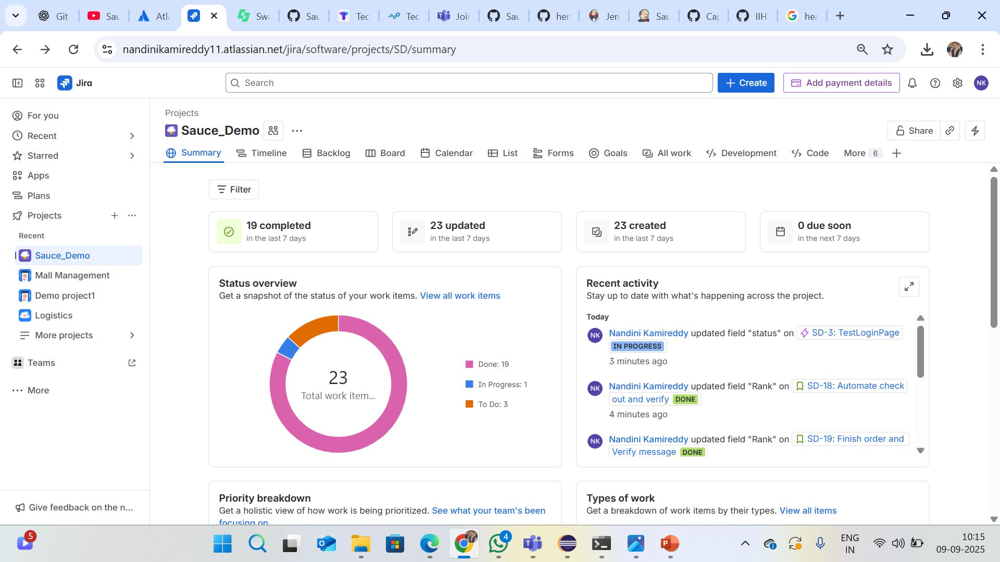 Git
Sau
Atla
Swa
Sau
Tec
Tec
Join
Sau
her
Jen
Sau
Cap
IIHT
hea
nandinikamireddy11.atlassian.net/jira/software/projects/SD/summary
Jira
Search
Create
Add payment details
NK
For you
Recent
Starred
Apps
Plans
Projects
Recent
Sauce_Demo
Mall Management
Demo project1
Logistics
More projects
Teams
More
Give feedback on the n...
Projects
Sauce_Demo
Share
Summary
Timeline
Backlog
Board
Calendar
List
Forms
Goals
All work
Development
Code
More 6
Filter
19 completed
in the last 7 days
23 updated
in the last 7 days
23 created
in the last 7 days
0 due soon
in the next 7 days
Status overview
Get a snapshot of the status of your work items. View all work items
23
Total work item...
Done: 19
In Progress: 1
To Do: 3
Recent activity
Stay up to date with what's happening across the project.
Today
NK
Nandini Kamireddy updated field "status" on SD-3: TestLoginPage
IN PROGRESS
3 minutes ago
NK
Nandini Kamireddy updated field "Rank" on SD-18: Automate check
out and verify DONE
4 minutes ago
NK
Nandini Kamireddy updated field "Rank" on SD-19: Finish order and
Verify message DONE
Priority breakdown
Get a holistic view of how work is being prioritized. See what your team's been
focusing on
Types of work
Get a breakdown of work items by their types. View all items
5
4
ENG
IN
10:15
09-09-2025